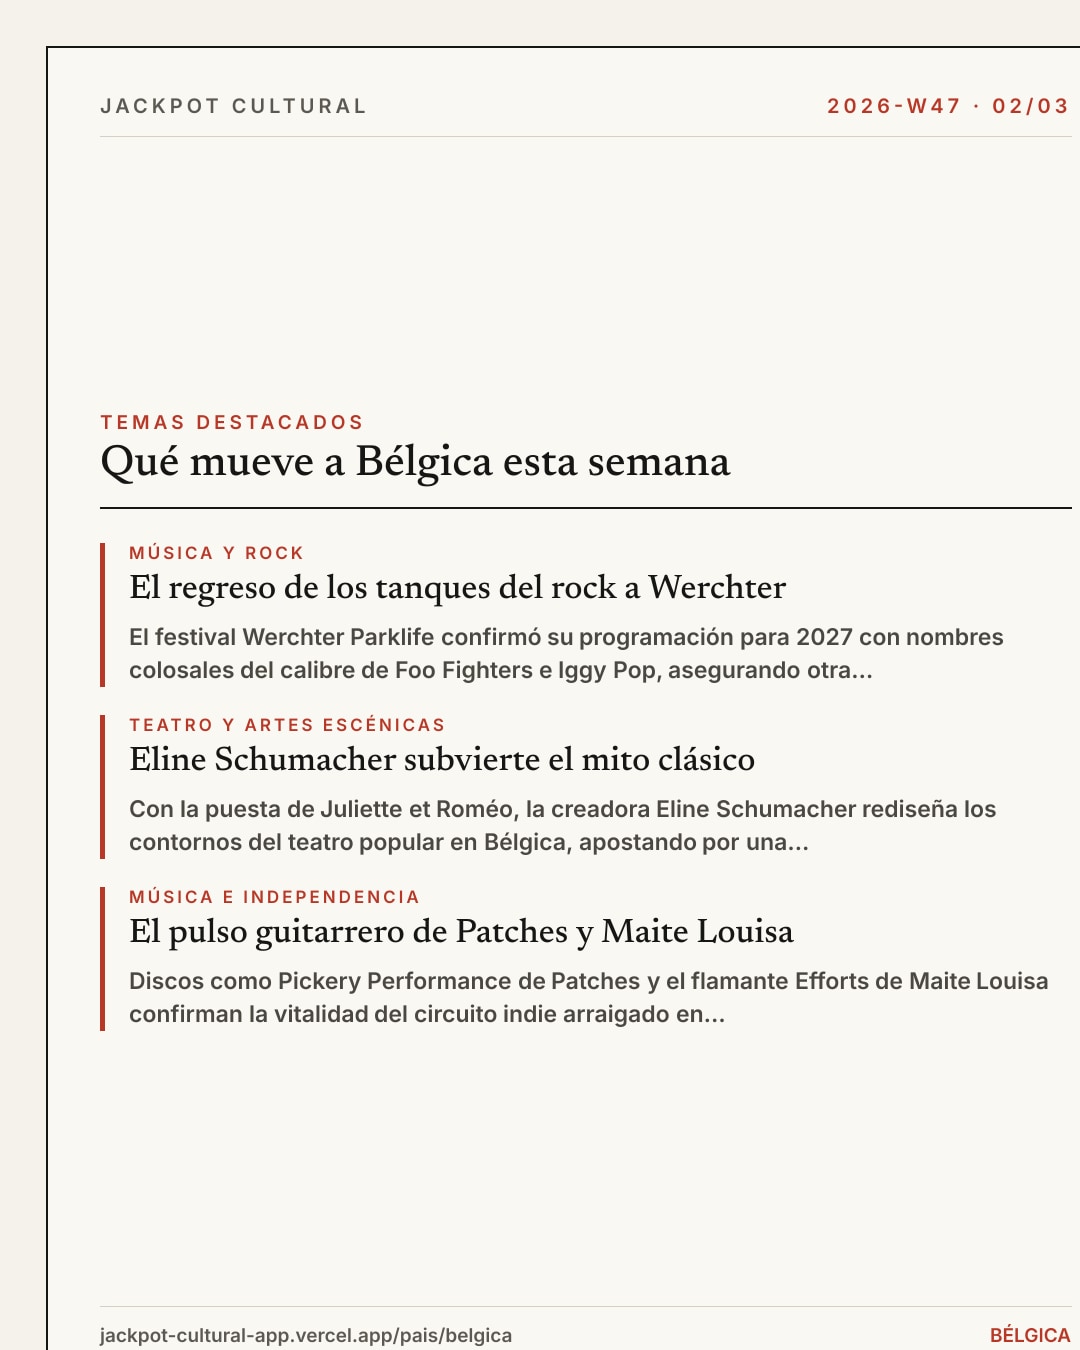 JACKPOT CULTURAL
2026-W47 · 02/03
TEMAS DESTACADOS
Qué mueve a Bélgica esta semana
MÚSICA Y ROCK
El regreso de los tanques del rock a Werchter
El festival Werchter Parklife confirmó su programación para 2027 con nombres
colosales del calibre de Foo Fighters e Iggy Pop, asegurando otra...
TEATRO Y ARTES ESCÉNICAS
Eline Schumacher subvierte el mito clásico
Con la puesta de Juliette et Roméo, la creadora Eline Schumacher rediseña los
contornos del teatro popular en Bélgica, apostando por una...
MÚSICA E INDEPENDENCIA
El pulso guitarrero de Patches y Maite Louisa
Discos como Pickery Performance de Patches y el flamante Efforts de Maite Louisa
confirman la vitalidad del circuito indie arraigado en...
jackpot-cultural-app.vercel.app/pais/belgica
BÉLGICA